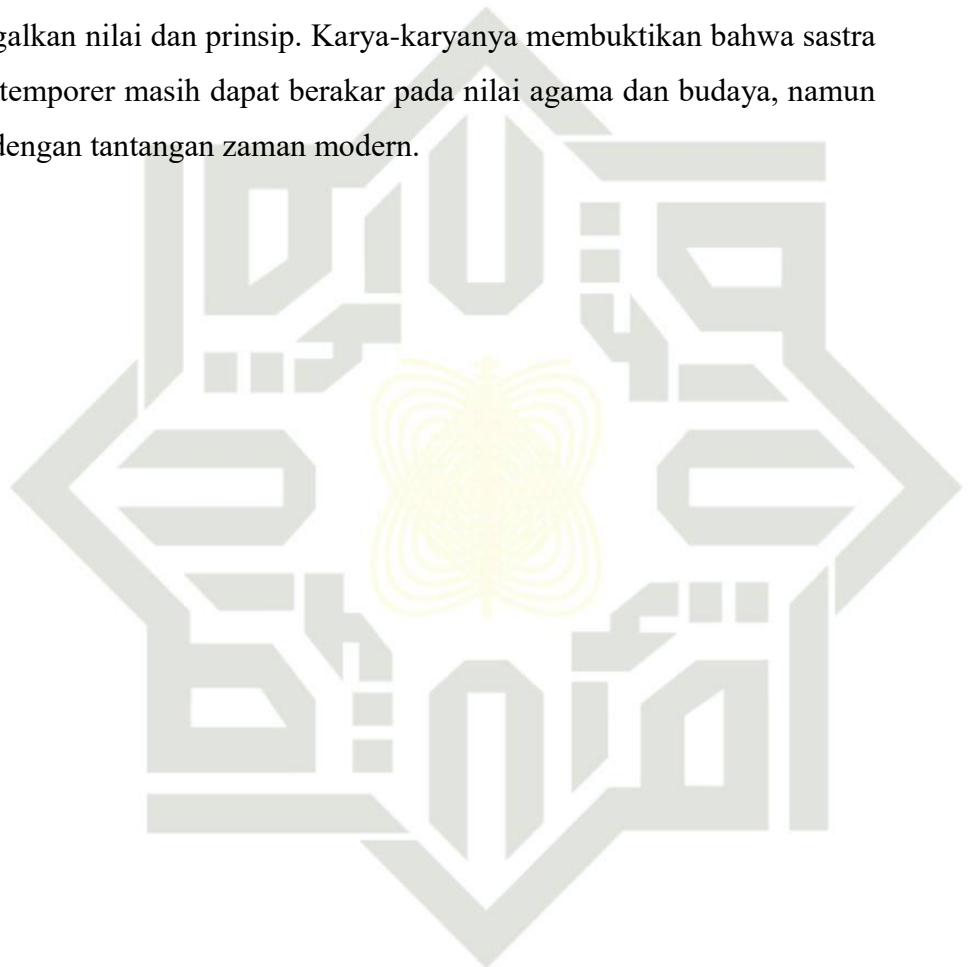 galkan nilai dan prinsip. Karya-karyanya membuktikan bahwa sastra
temporer masih dapat berakar pada nilai agama dan budaya, namun
dengan tantangan zaman modern.